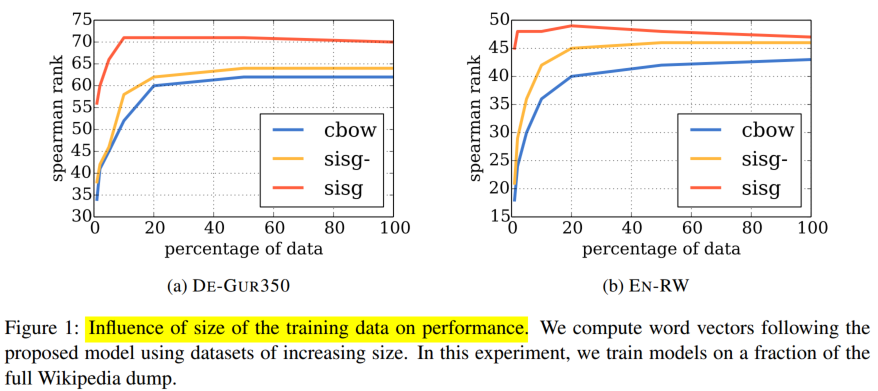 75
70
65
60
55
50
45
40
35
30
0 20 40 60 80 100
spearman rank
percentage of data
cbow
sisg-
sisg
(a) DE-GUR350
50
45
40
35
30
25
20
15
0 20 40 60 80 100
spearman rank
percentage of data
cbow
sisg-
sisg
(b) EN-RW
Figure 1: Influence of size of the training data on performance. We compute word vectors following the
proposed model using datasets of increasing size. In this experiment, we train models on a fraction of the
full Wikipedia dump.